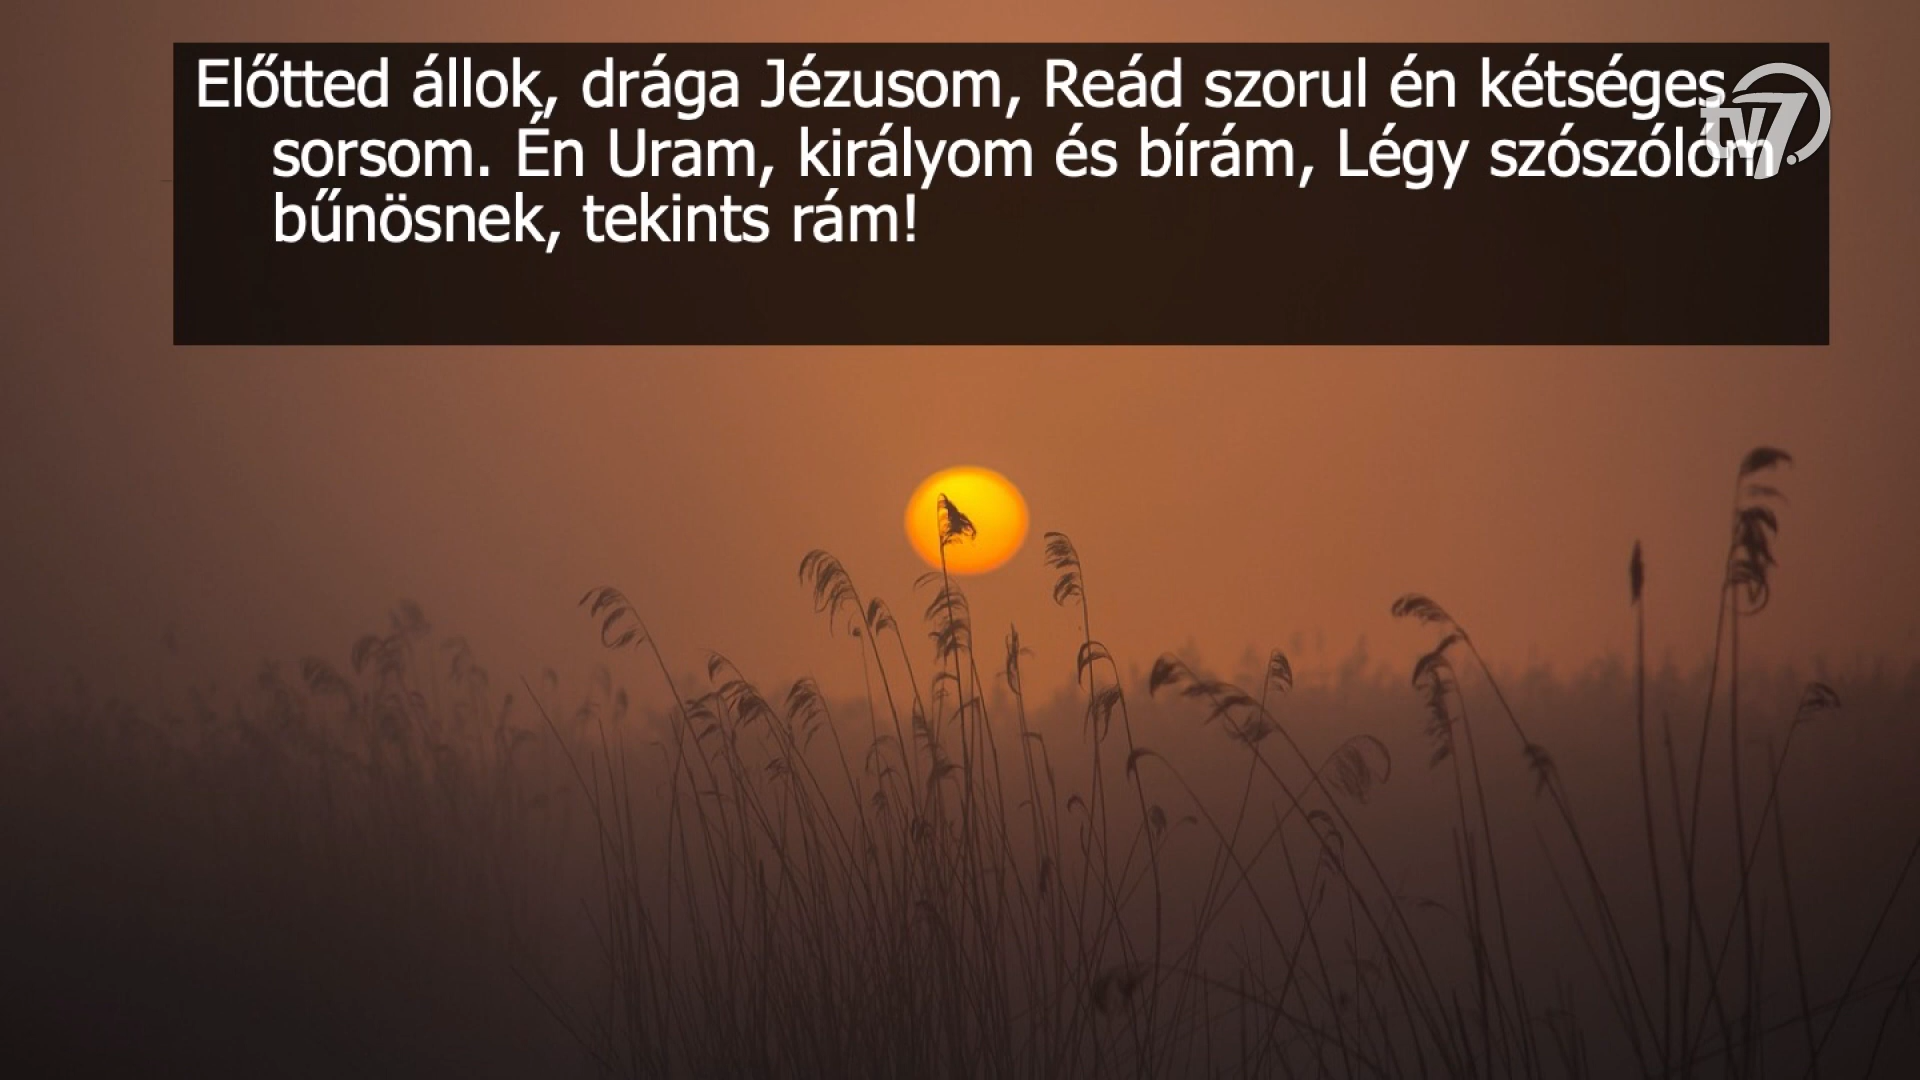 Előtted állok, drága Jézusom, Reád szorul én kétséges
sorsom. Én Uram, királyom és bírám, Légy szószólóm
bűnösnek, tekints rám!
tv7